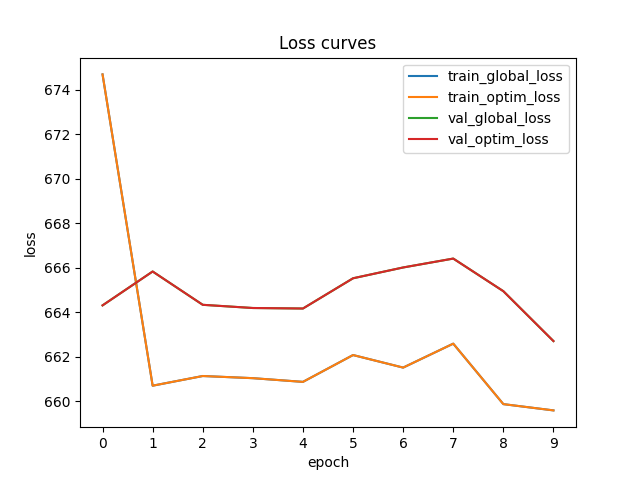 Loss curves
train_global_loss
train_optim_loss
val_global_loss
val_optim_loss
674
672
670
668
666
664
662
660
loss
0 1 2 3 4 5 6 7 8 9
epoch